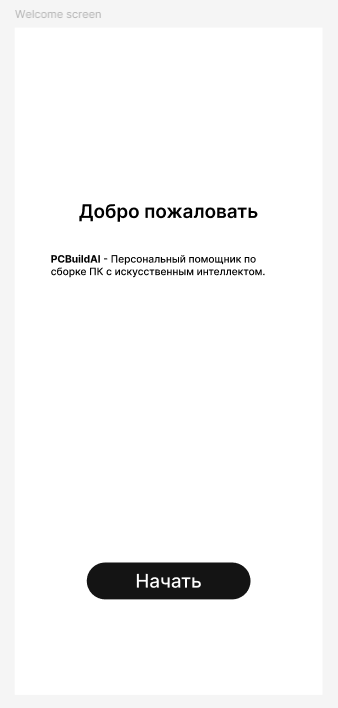 Welcome screen
Добро пожаловать
PCBuildAI - Персональный помощник по
сборке ПК с искусственным интеллектом.
Начать